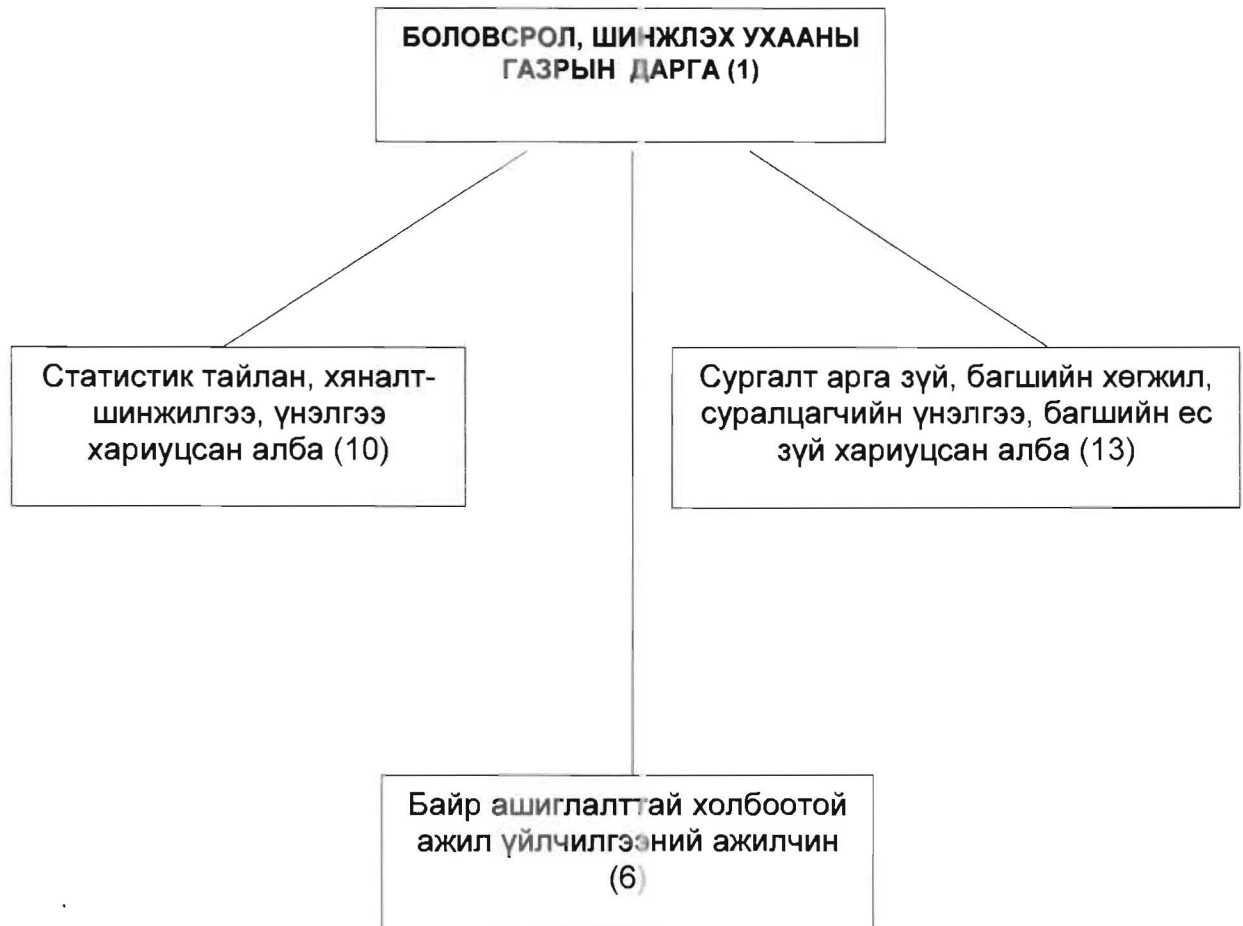 БОЛОВСРОЛ, ШИНЖЛЭХ УХААНЫ
ГАЗРЫН ДАРГА (1)
Статистик тайлан, хяналт-
шинжилгээ, үнэлгээ
хариуцсан алба (10)
Сургалт арга зүй, багшийн хөгжил,
суралцагчийн үнэлгээ, багшийн ес
зүй хариуцсан алба (13)
Байр ашиглалттай холбоотой
ажил үйлчилгээний ажилчин
(6)